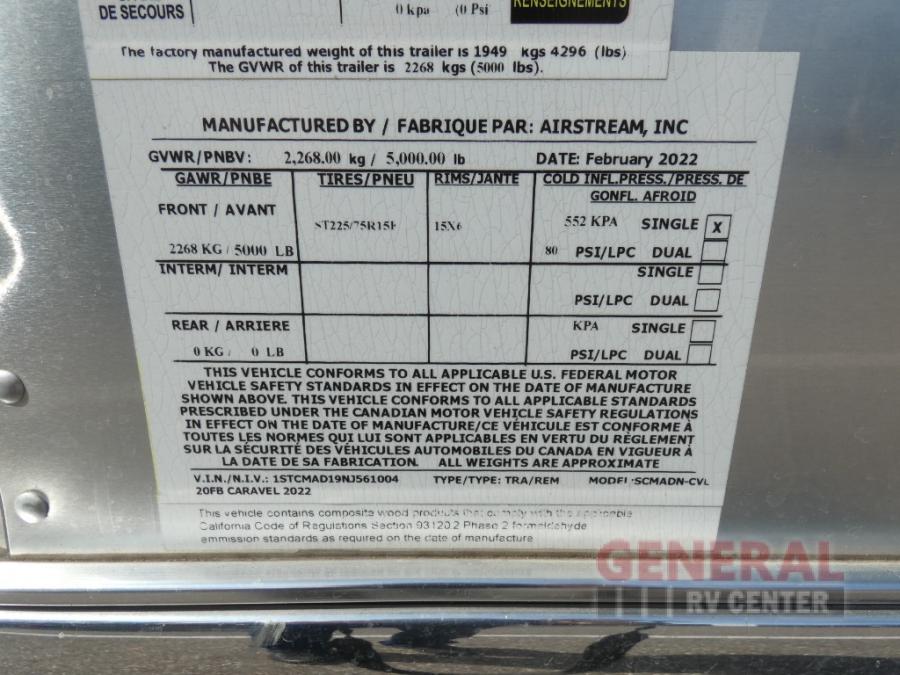 DE SECOURS
0 kpa (0 Psi
RENSEIGNEMENTS
The factory manufactured weight of this trailer is 1949 kgs 4296 (lbs)
The GVWR of this trailer is 2268 kgs (5000 lbs).
MANUFACTURED BY / FABRIQUE PAR: AIRSTREAM, INC
GVWR/PNBV: 2,268.00 kg / 5,000.00 lb DATE: February 2022
GAWR/PNBE TIRES/PNEU RIMS/JANTE COLD INFL.PRESS./PRESS. DE
GONFL. AFROID
FRONT / AVANT
ST225/75R15F 15X6 552 KPA SINGLE X
2268 KG / 5000 LB 80 PSI/LPC DUAL
INTERM/ INTERM SINGLE
PSI/LPC DUAL
REAR / ARRIERE KPA SINGLE
0 KG / 0 LB PSI/LPC DUAL
THIS VEHICLE CONFORMS TO ALL APPLICABLE U.S. FEDERAL MOTOR
VEHICLE SAFETY STANDARDS IN EFFECT ON THE DATE OF MANUFACTURE
SHOWN ABOVE. THIS VEHICLE CONFORMS TO ALL APPLICABLE STANDARDS
PRESCRIBED UNDER THE CANADIAN MOTOR VEHICLE SAFETY REGULATIONS
IN EFFECT ON THE DATE OF MANUFACTURE/CE VÉHICULE EST CONFORME À
TOUTES LES NORMES QUI LUI SONT APPLICABLES EN VERTU DU RÈGLEMENT
SUR LA SÉCURITÉ DES VÉHICULES AUTOMOBILES DU CANADA EN VIGUEUR À
LA DATE DE SA FABRICATION. ALL WEIGHTS ARE APPROXIMATE
V.I.N./N.I.V.: 1STCMAD19NJ561004 TYPE/TYPE: TRA/REM MODEL:SCMADN-CVL
20FB CARAVEL 2022
This vehicle contains composite wood products that comply with the applicable
California Code of Regulations Section 93120.2 Phase 2 formaldehyde
emmission standards as required on the date of manufacture
GENERAL
RV CENTER